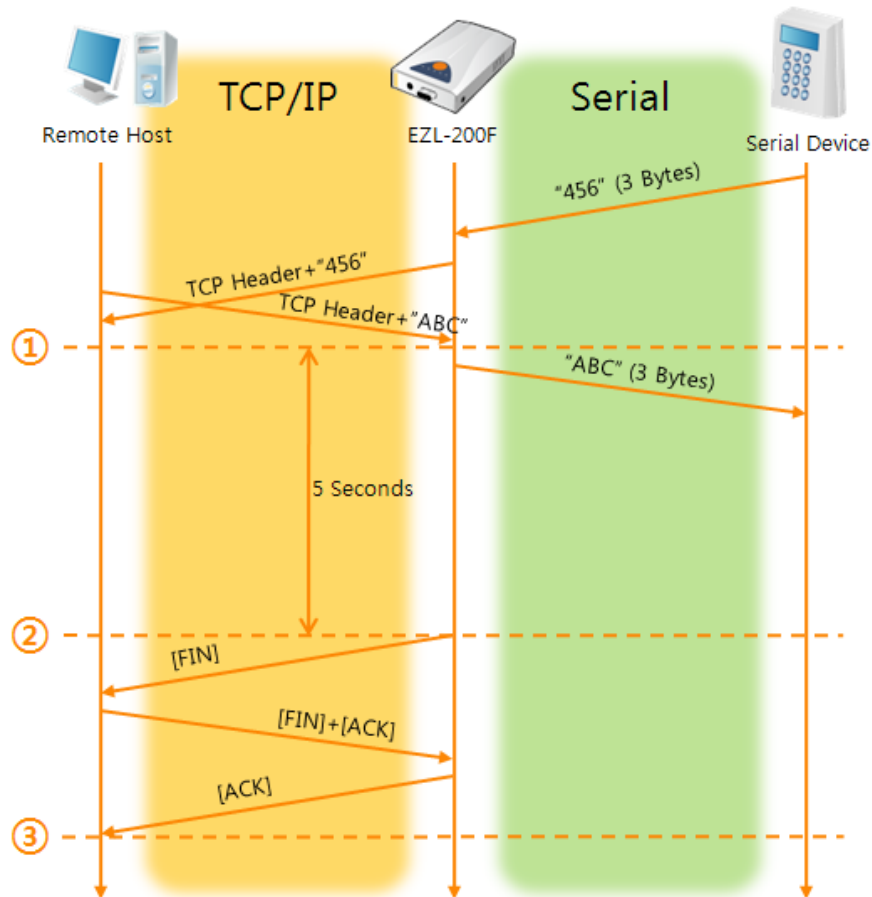 TCP/IP
Serial
Remote Host
EZL-200F
Serial Device
"456" (3 Bytes)
TCP Header+"456"
TCP Header+"ABC"
①
"ABC" (3 Bytes)
5 Seconds
②
[FIN]
[FIN]+[ACK]
[ACK]
③